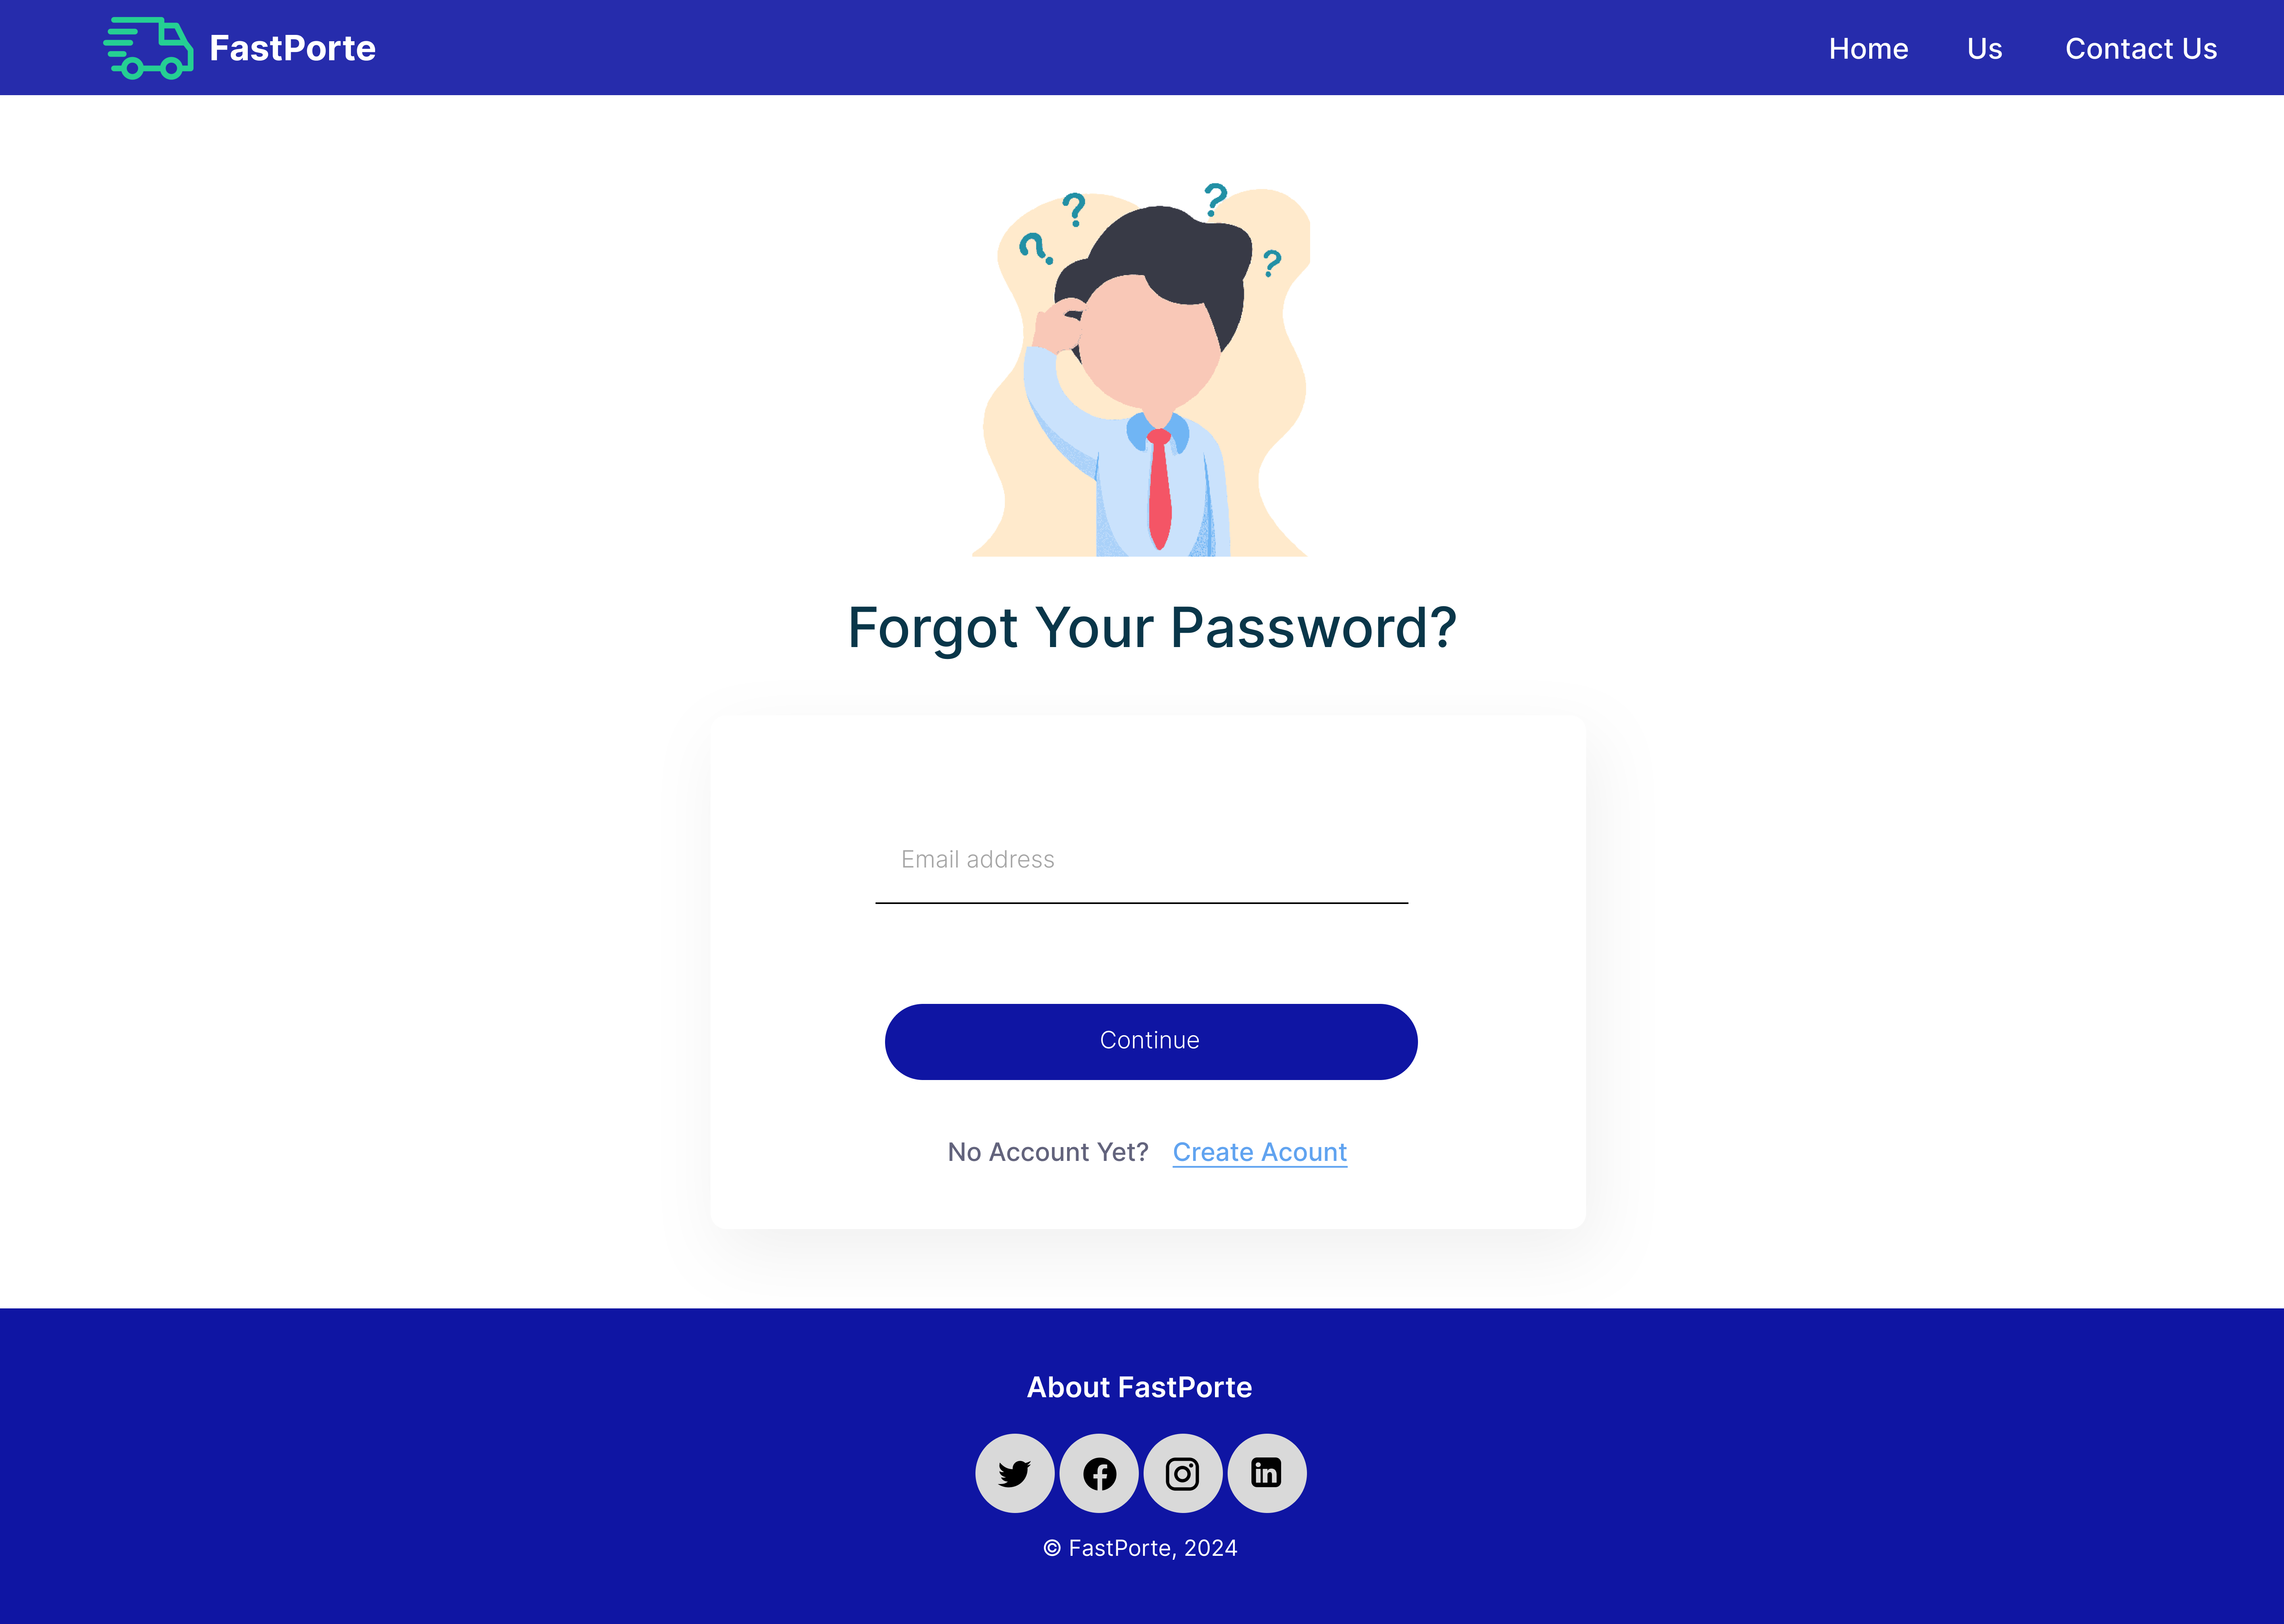 FastPorte
Home Us Contact Us
? ? ? ?
Forgot Your Password?
Email address
Continue
No Account Yet? Create Acount
About FastPorte
in
© FastPorte, 2024